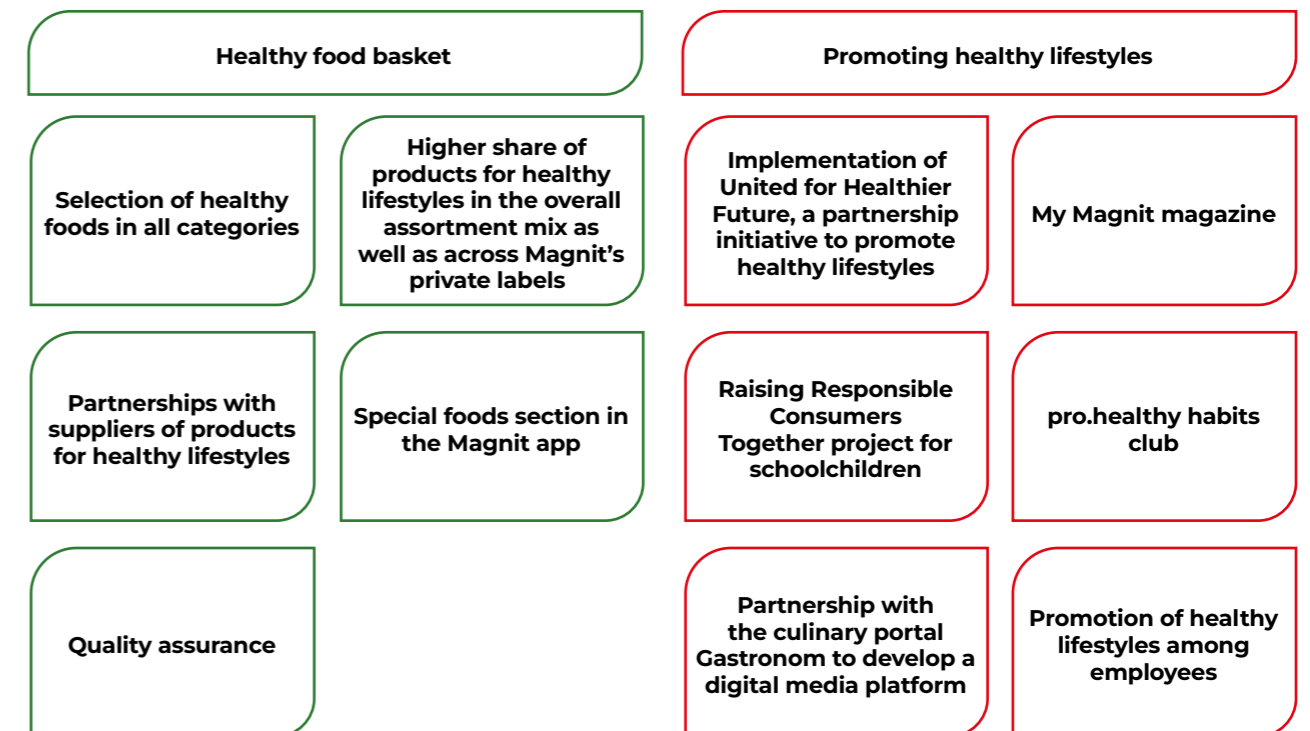 Healthy food basket
Promoting healthy lifestyles
Selection of healthy
foods in all categories
Higher share of
products for healthy
lifestyles in the overall
assortment mix as
well as across Magnit’s
private labels
Implementation of
United for Healthier
Future, a partnership
initiative to promote
healthy lifestyles
My Magnit magazine
Partnerships with
suppliers of products
for healthy lifestyles
Special foods section in
the Magnit app
Raising Responsible
Consumers
Together project for
schoolchildren
pro.healthy habits
club
Quality assurance
Partnership with
the culinary portal
Gastronom to develop a
digital media platform
Promotion of healthy
lifestyles among
employees